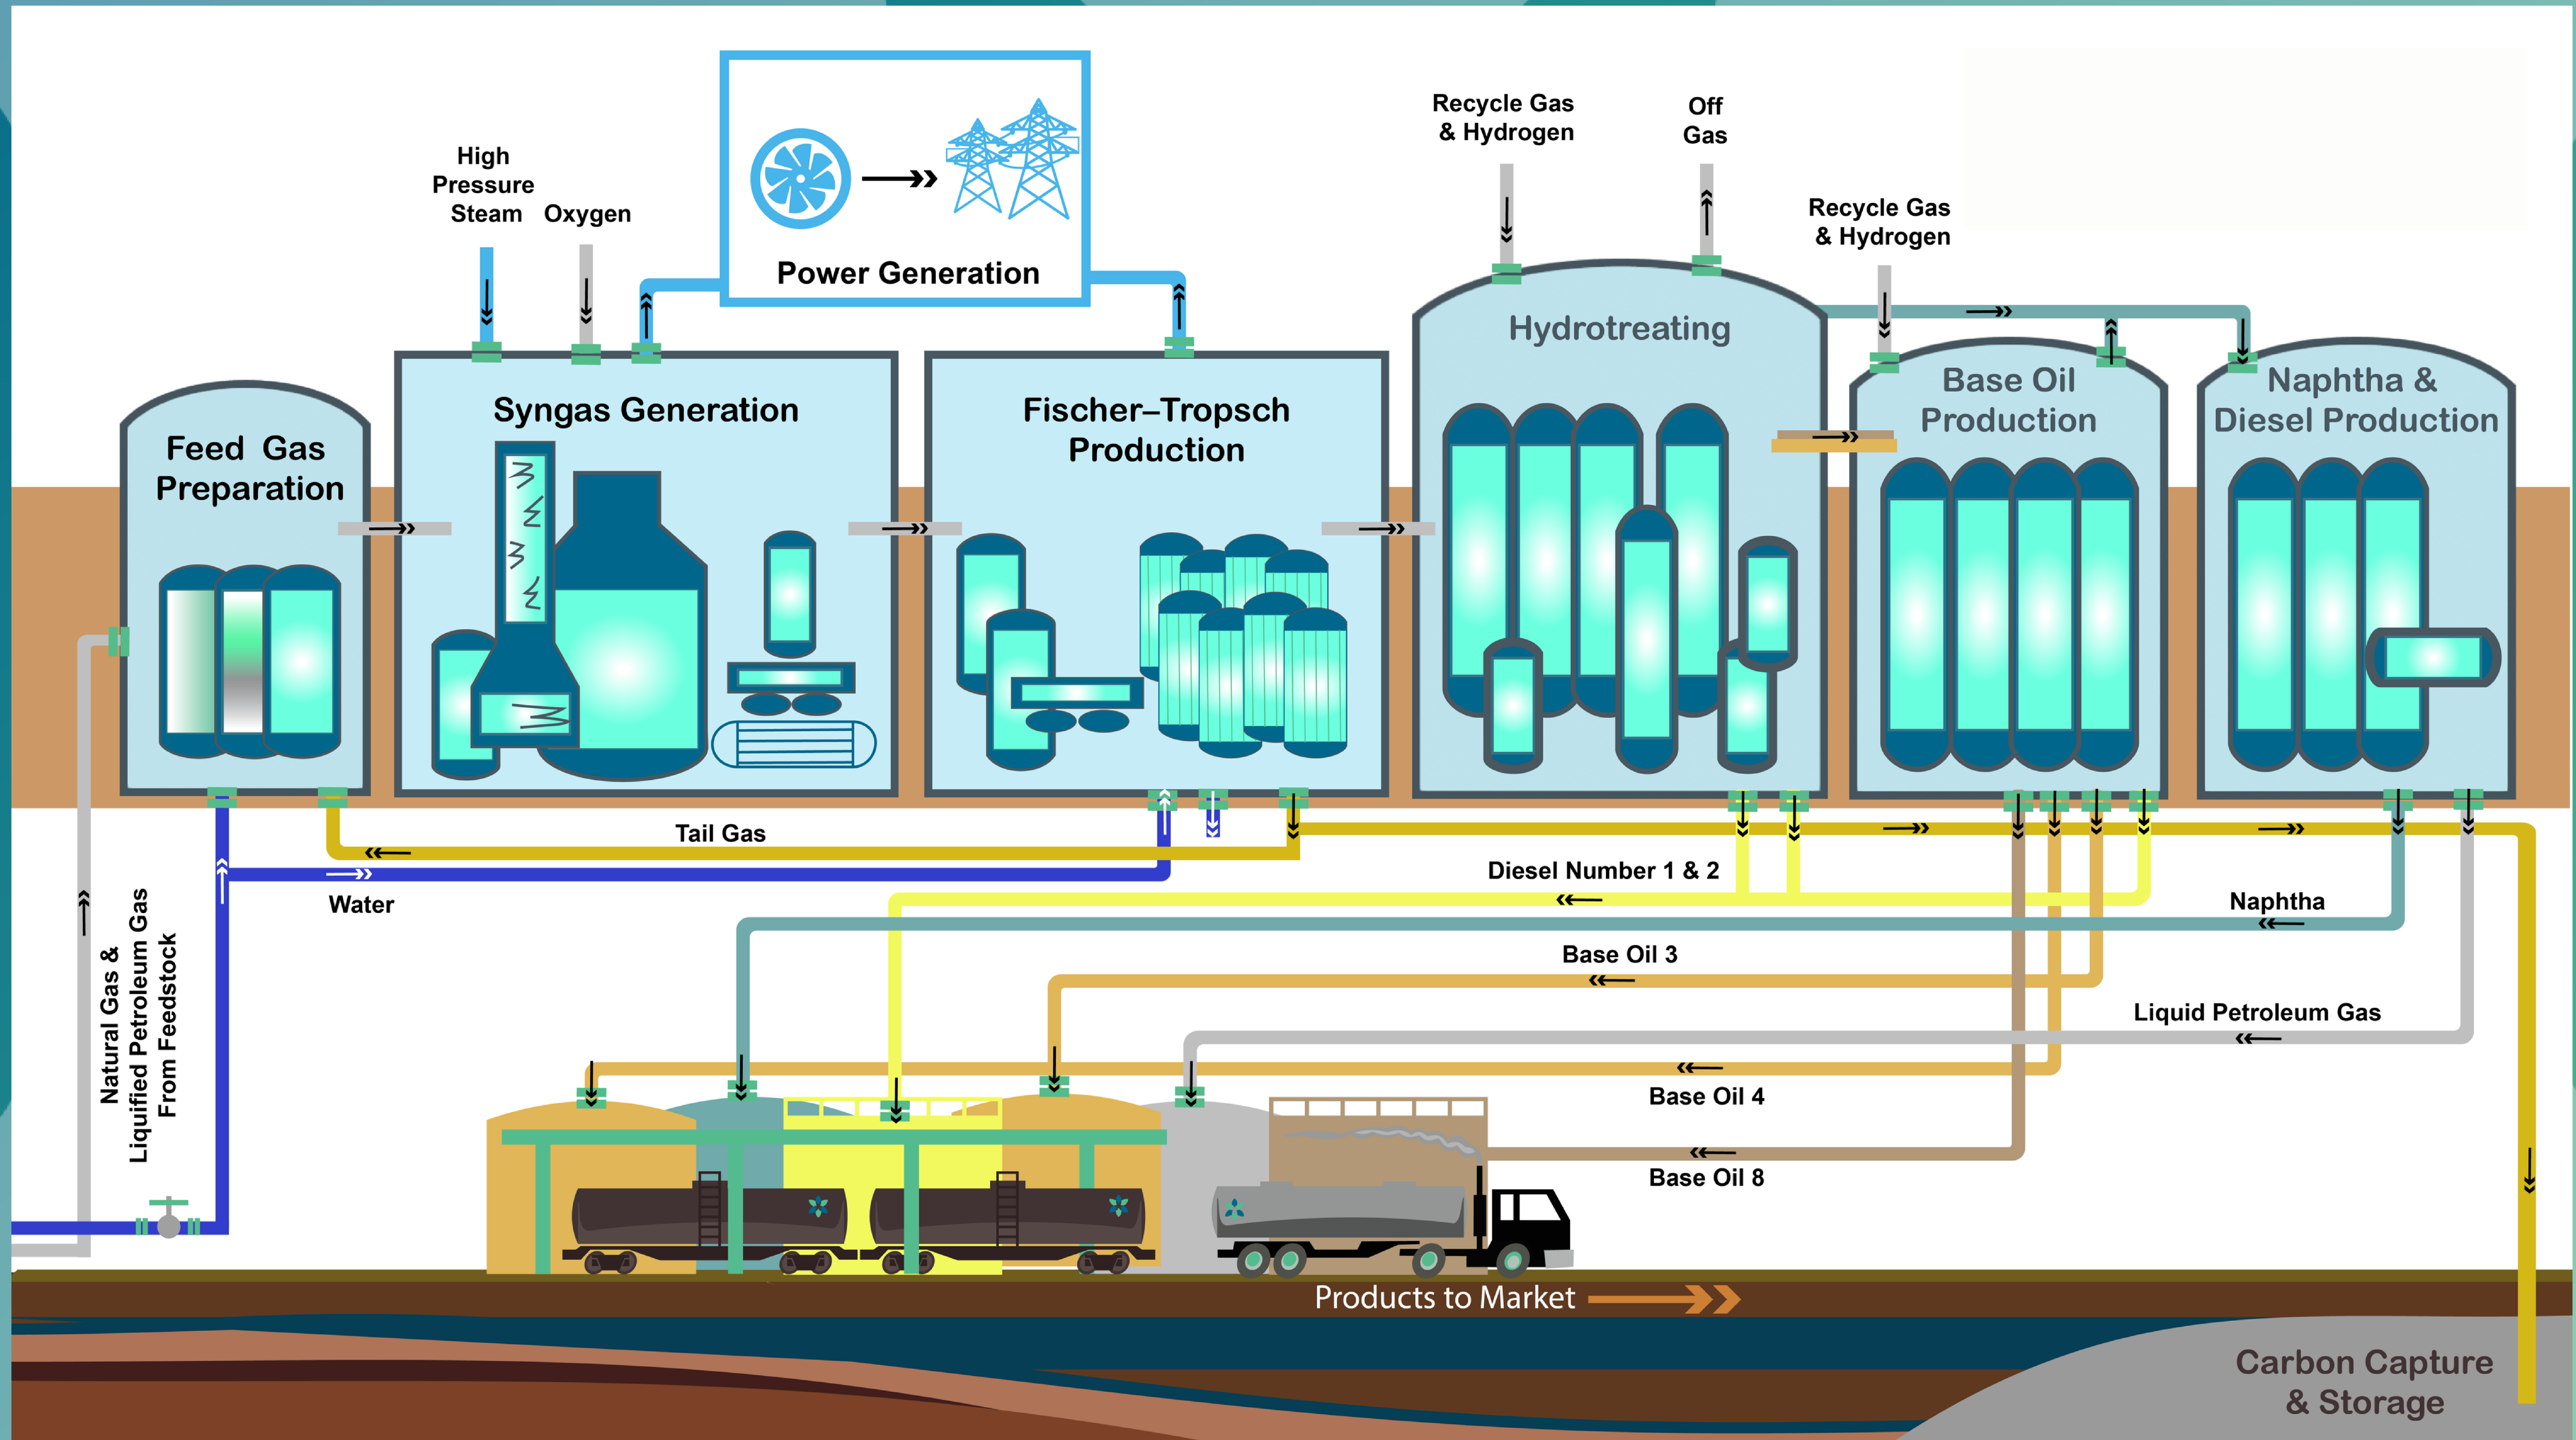 High
Pressure
Steam
Oxygen
Power Generation
Recycle Gas
& Hydrogen
Off
Gas
Recycle Gas
& Hydrogen
Feed Gas
Preparation
Syngas Generation
Fischer–Tropsch
Production
Hydrotreating
Base Oil
Production
Naphtha &
Diesel Production
Tail Gas
Water
Natural Gas &
Liquified Petroleum Gas
From Feedstock
Diesel Number 1 & 2
Naphtha
Base Oil 3
Liquid Petroleum Gas
Base Oil 4
Base Oil 8
Products to Market
Carbon Capture
& Storage